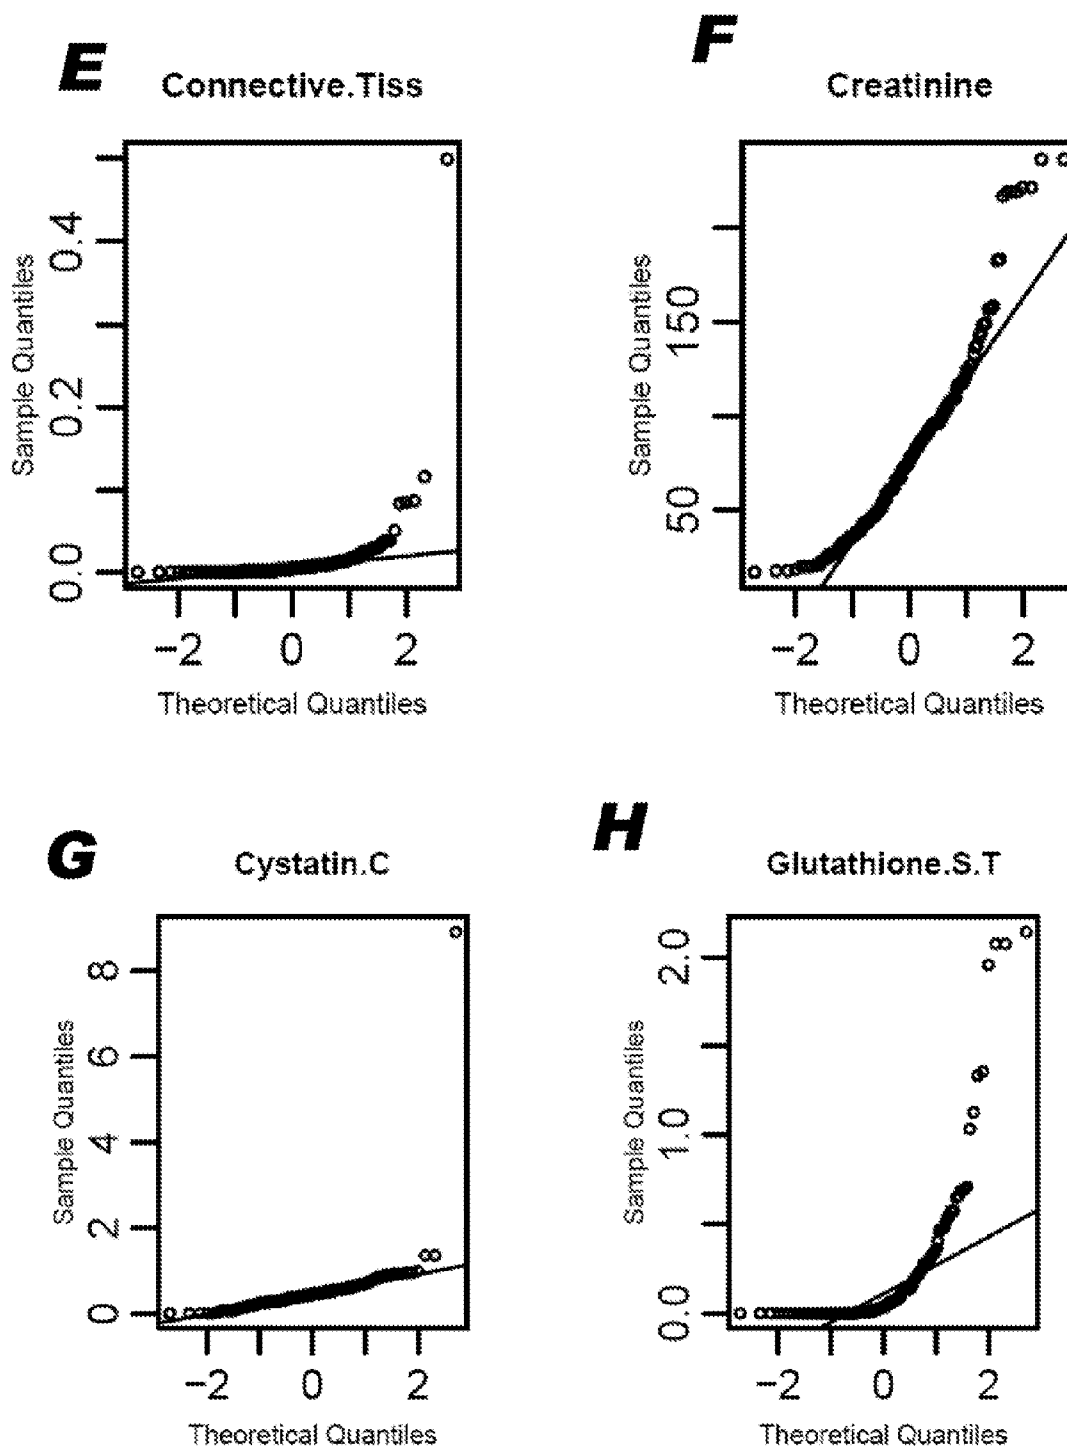 E
Connective.Tiss
Sample Quantiles
0.0 0.2 0.4
−2 0 2
Theoretical Quantiles
F
Creatinine
Sample Quantiles
50 150
−2 0 2
Theoretical Quantiles
G
Cystatin.C
Sample Quantiles
0 2 4 6 8
−2 0 2
Theoretical Quantiles
H
Glutathione.S.T
Sample Quantiles
0.0 1.0 2.0
−2 0 2
Theoretical Quantiles